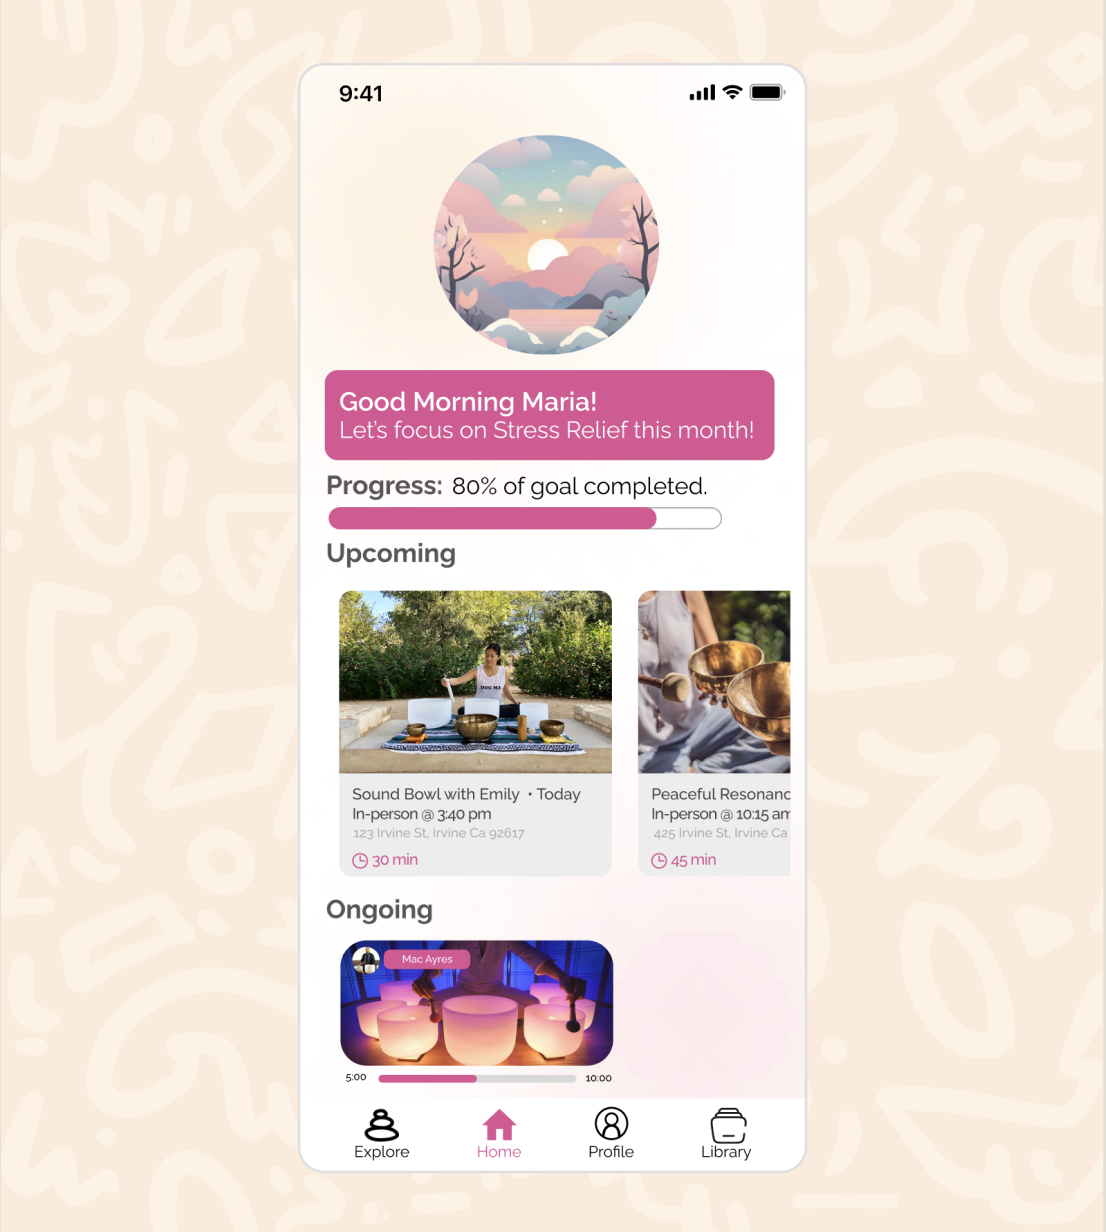 9:41
Good Morning Maria!
Let's focus on Stress Relief this month!
Progress: 80% of goal completed.
Upcoming
DOG MA
Sound Bowl with Emily • Today
In-person @ 3:40 pm
123 Irvine St, Irvine Ca 92617
30 min
Peaceful Resonanc
In-person @ 10:15 am
425 Irvine St, Irvine Ca
45 min
Ongoing
Mac Ayres
5:00
10:00
Explore
Home
Profile
Library